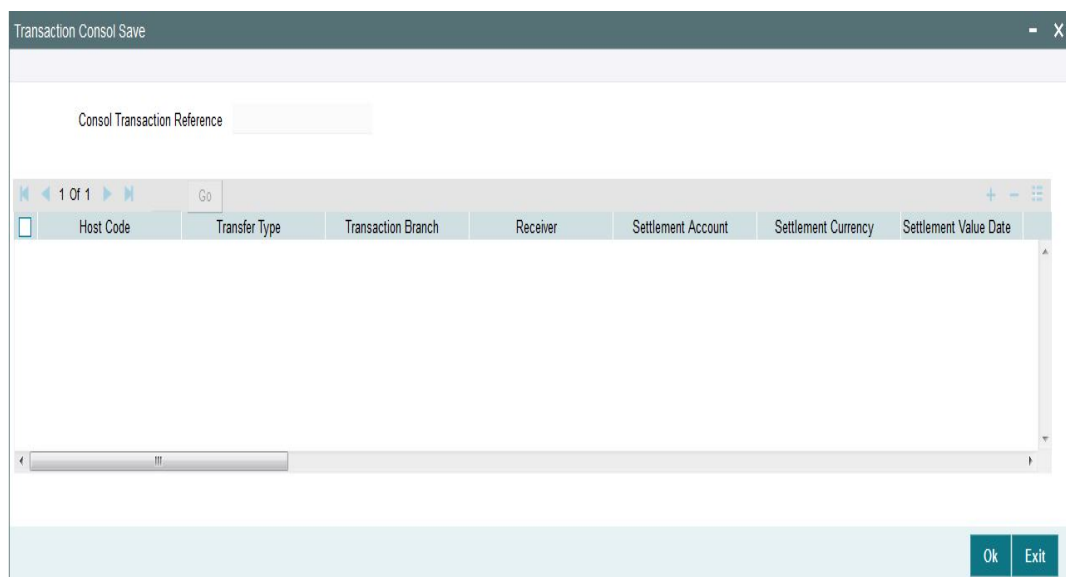 Transaction Consol Save - X
Consol Transaction Reference
1 Of 1 Go + -
Host Code Transfer Type Transaction Branch Receiver Settlement Account Settlement Currency Settlement Value Date
Ok Exit